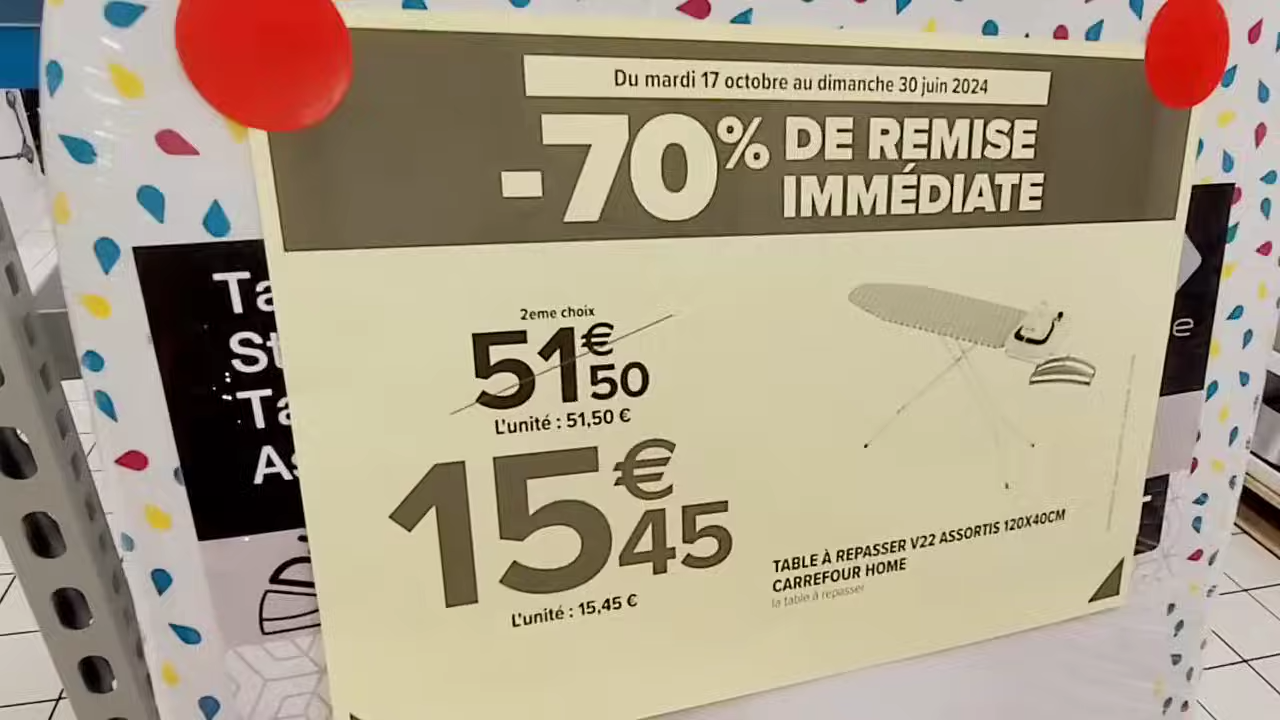 Du mardi 17 octobre au dimanche 30 juin 2024
-70% DE REMISE
IMMÉDIATE
2eme choix
51€50
L'unité : 51,50 €
15€45
L'unité : 15,45 €
TABLE À REPASSER V22 ASSORTIS 120X40CM
CARREFOUR HOME
la table à repasser